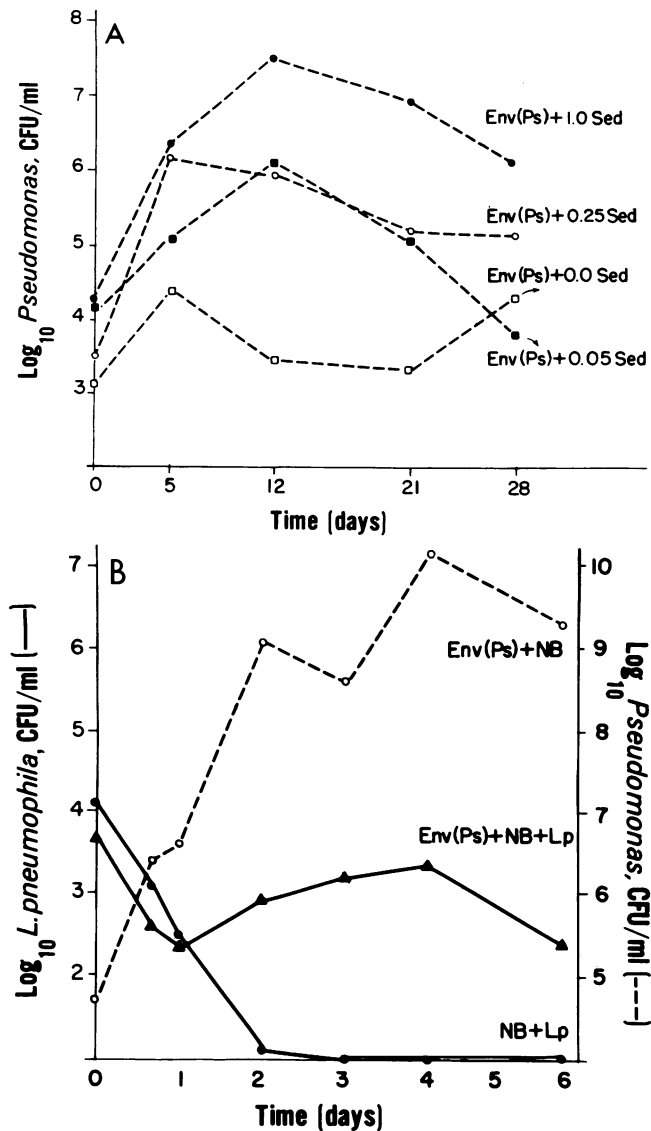 A
8
7
6
5
4
3
Log10 Pseudomonas, CFU/ml
Env(Ps)+1.0 Sed
Env(Ps)+0.25 Sed
Env(Ps)+0.0 Sed
Env(Ps)+0.05 Sed
0 5 12 21 28
Time (days)
B
7
6
5
4
3
2
Log10 L.pneumophila, CFU/ml (—)
10
9
8
7
6
5
Log10 Pseudomonas, CFU/ml (---)
Env(Ps)+NB
Env(Ps)+NB+Lp
NB+Lp
0 1 2 3 4 5 6
Time (days)